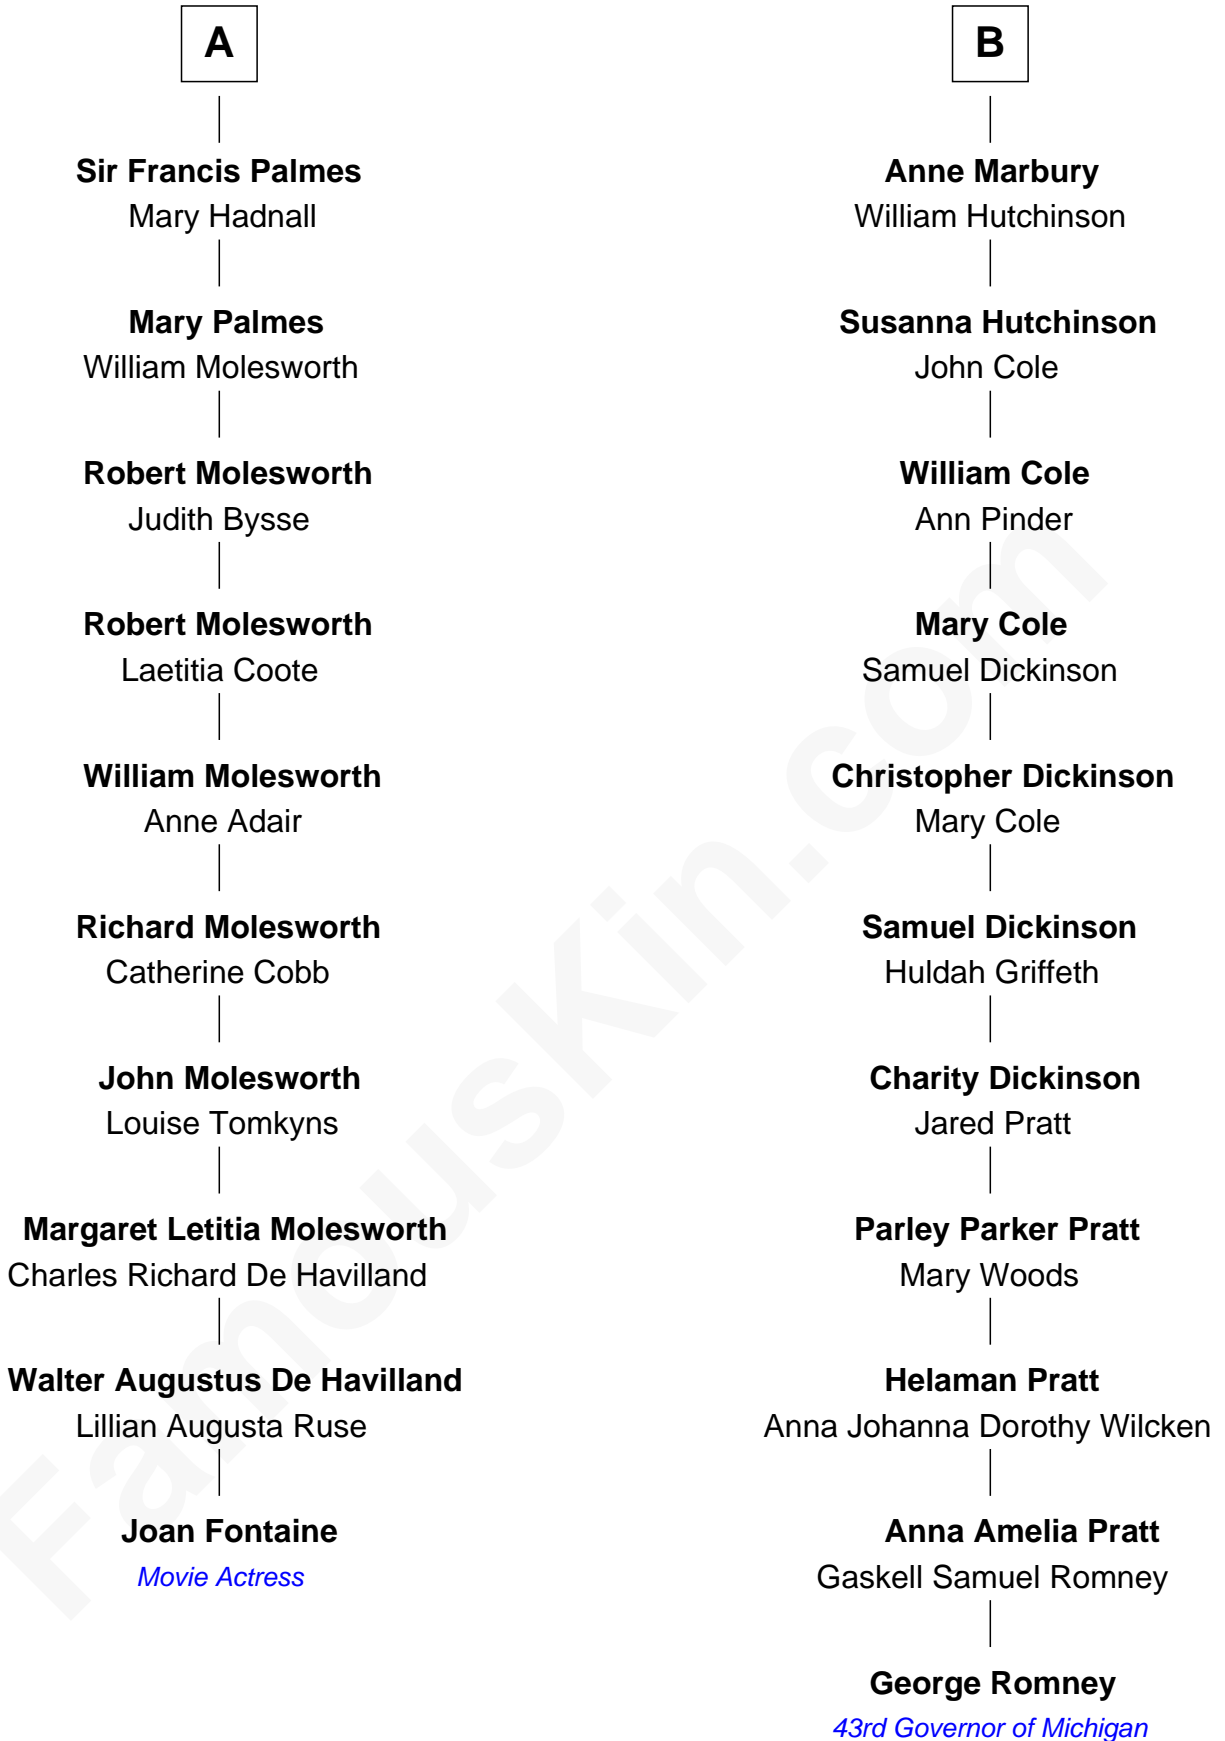 A
Sir Francis Palmes
Mary Hadnall
Mary Palmes
William Molesworth
Robert Molesworth
Judith Bysse
Robert Molesworth
Laetitia Coote
William Molesworth
Anne Adair
Richard Molesworth
Catherine Cobb
John Molesworth
Louise Tomkyns
Margaret Letitia Molesworth
Charles Richard De Havilland
Walter Augustus De Havilland
Lillian Augusta Ruse
Joan Fontaine
Movie Actress
B
Anne Marbury
William Hutchinson
Susanna Hutchinson
John Cole
William Cole
Ann Pinder
Mary Cole
Samuel Dickinson
Christopher Dickinson
Mary Cole
Samuel Dickinson
Huldah Griffeth
Charity Dickinson
Jared Pratt
Parley Parker Pratt
Mary Woods
Helaman Pratt
Anna Johanna Dorothy Wilcken
Anna Amelia Pratt
Gaskell Samuel Romney
George Romney
43rd Governor of Michigan
FamousKin.com